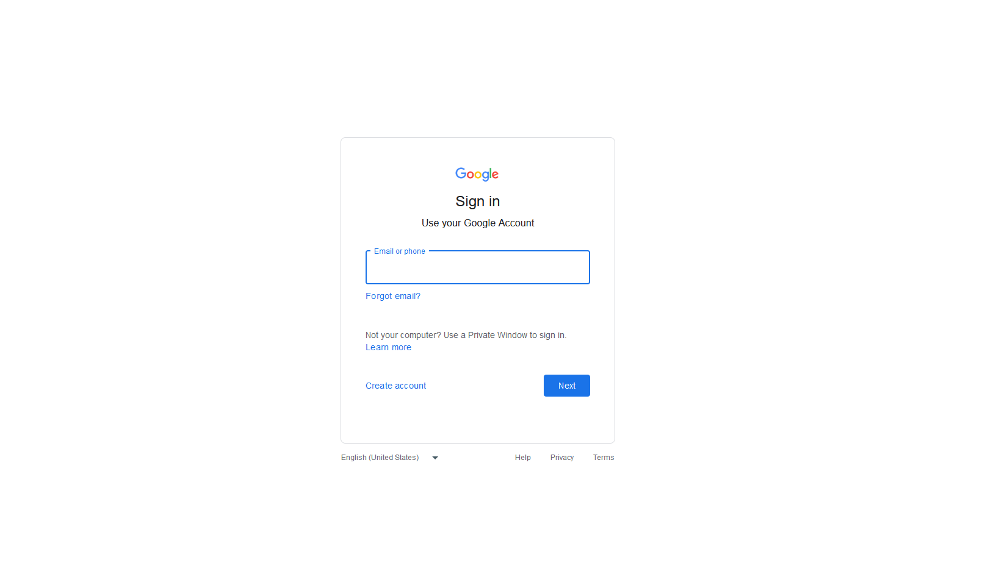 Google
Sign in
Use your Google Account
Email or phone
Forgot email?
Not your computer? Use a Private Window to sign in.
Learn more
Create account
Next
English (United States)
Help
Privacy
Terms